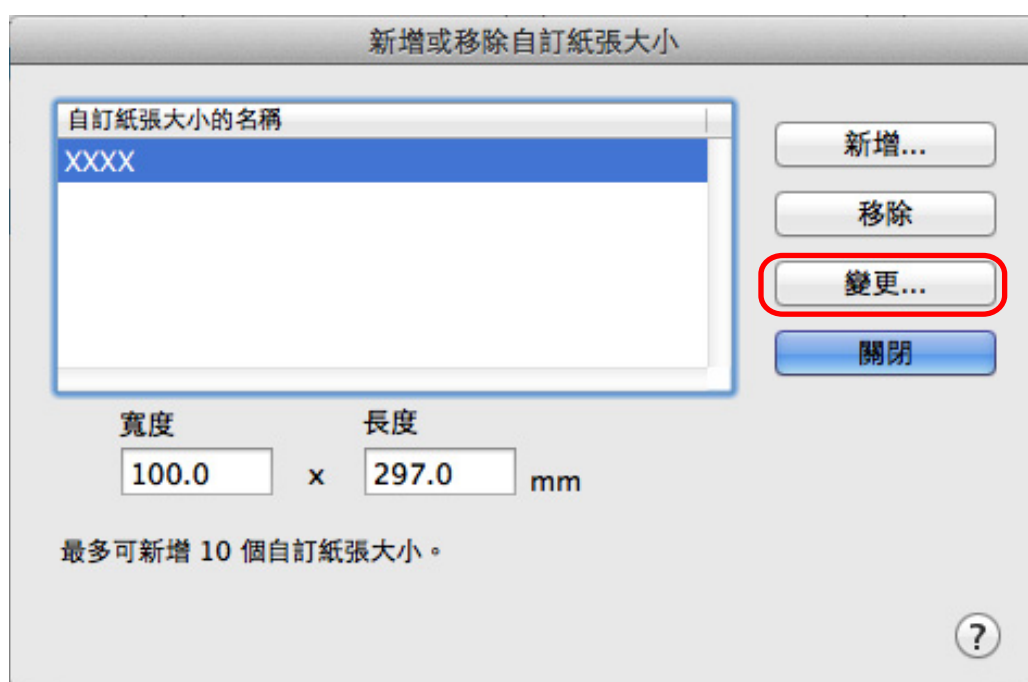 新增或移除自訂紙張大小
自訂紙張大小的名稱
XXXX
新增...
移除
變更...
關閉
寬度 長度
100.0 x 297.0 mm
最多可新增 10 個自訂紙張大小。
?